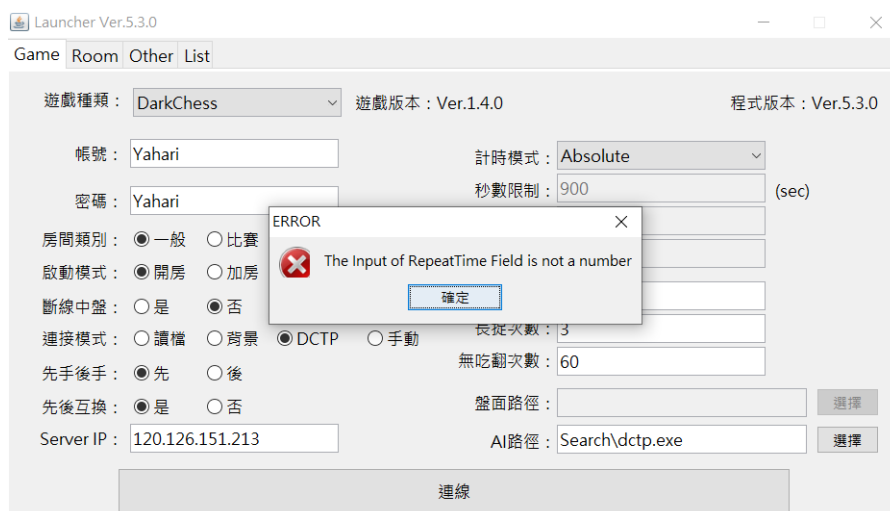 Launcher Ver.5.3.0
Game Room Other List
遊戲種類： DarkChess 遊戲版本：Ver.1.4.0 程式版本：Ver.5.3.0
帳號： Yahari 計時模式： Absolute
密碼： Yahari 秒數限制： 900 (sec)
ERROR
房間類別： 一般 比賽
The Input of RepeatTime Field is not a number
啟動模式： 開房 加房
確定
斷線中盤： 是 否
連接模式： 讀檔 背景 DCTP 手動 長捉次數： 3
先手後手： 先 後 無吃翻次數： 60
先後互換： 是 否 盤面路徑： 選擇
Server IP： 120.126.151.213 AI路徑： Search\dctp.exe 選擇
連線